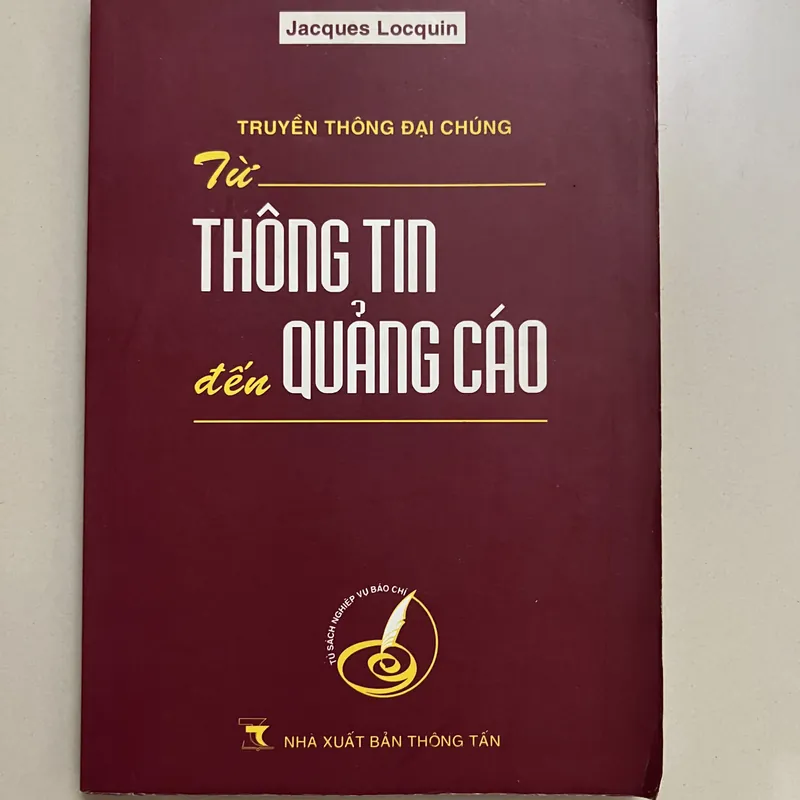 Jacques Locquin
TRUYỀN THÔNG ĐẠI CHÚNG
Từ
THÔNG TIN
đến QUẢNG CÁO
TỦ SÁCH NGHIỆP VỤ BÁO CHÍ
NHÀ XUẤT BẢN THÔNG TẤN